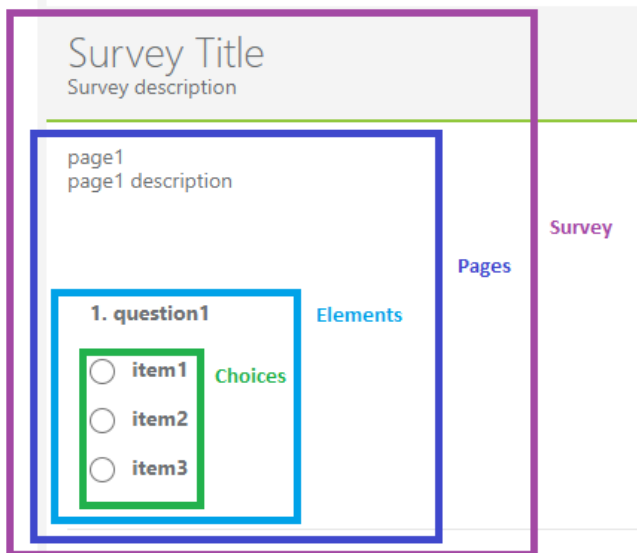 Survey Title
Survey description
page1
page1 description
Survey
Pages
1. question1
Elements
item1
Choices
item2
item3